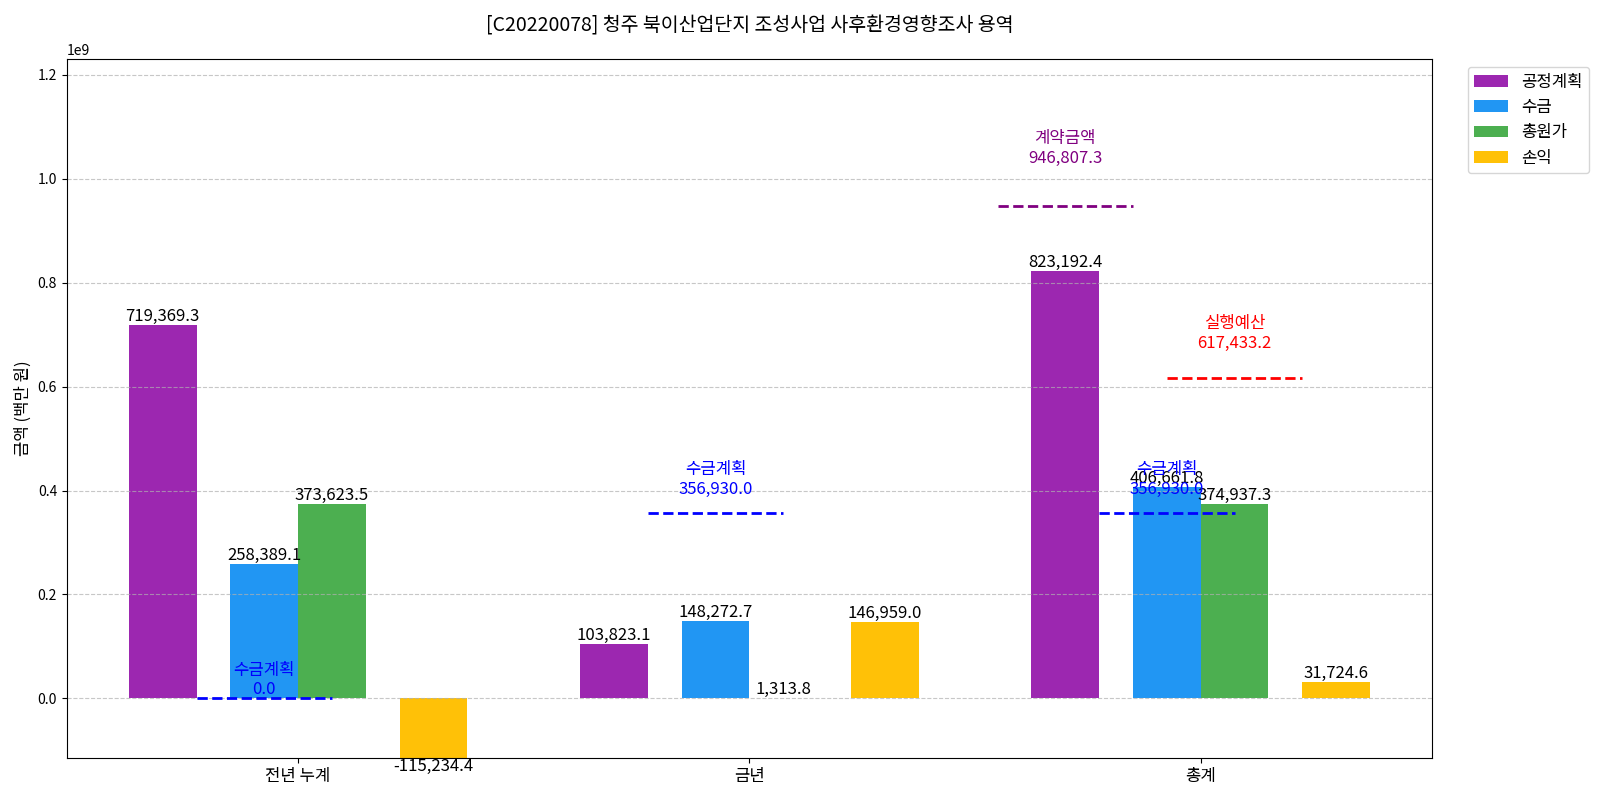 [C20220078] 청주 북이산업단지 조성사업 사후환경영향조사 용역
1e9
1.2
1.0
0.8
0.6
0.4
0.2
0.0
금액 (백만 원)
719,369.3
258,389.1
373,623.5
수금계획
0.0
-115,234.4
103,823.1
수금계획
356,930.0
148,272.7
1,313.8
146,959.0
계약금액
946,807.3
823,192.4
실행예산
617,433.2
수금계획
406,661.8
356,930.0
374,937.3
31,724.6
전년 누계
금년
총계
공정계획
수금
총원가
손익